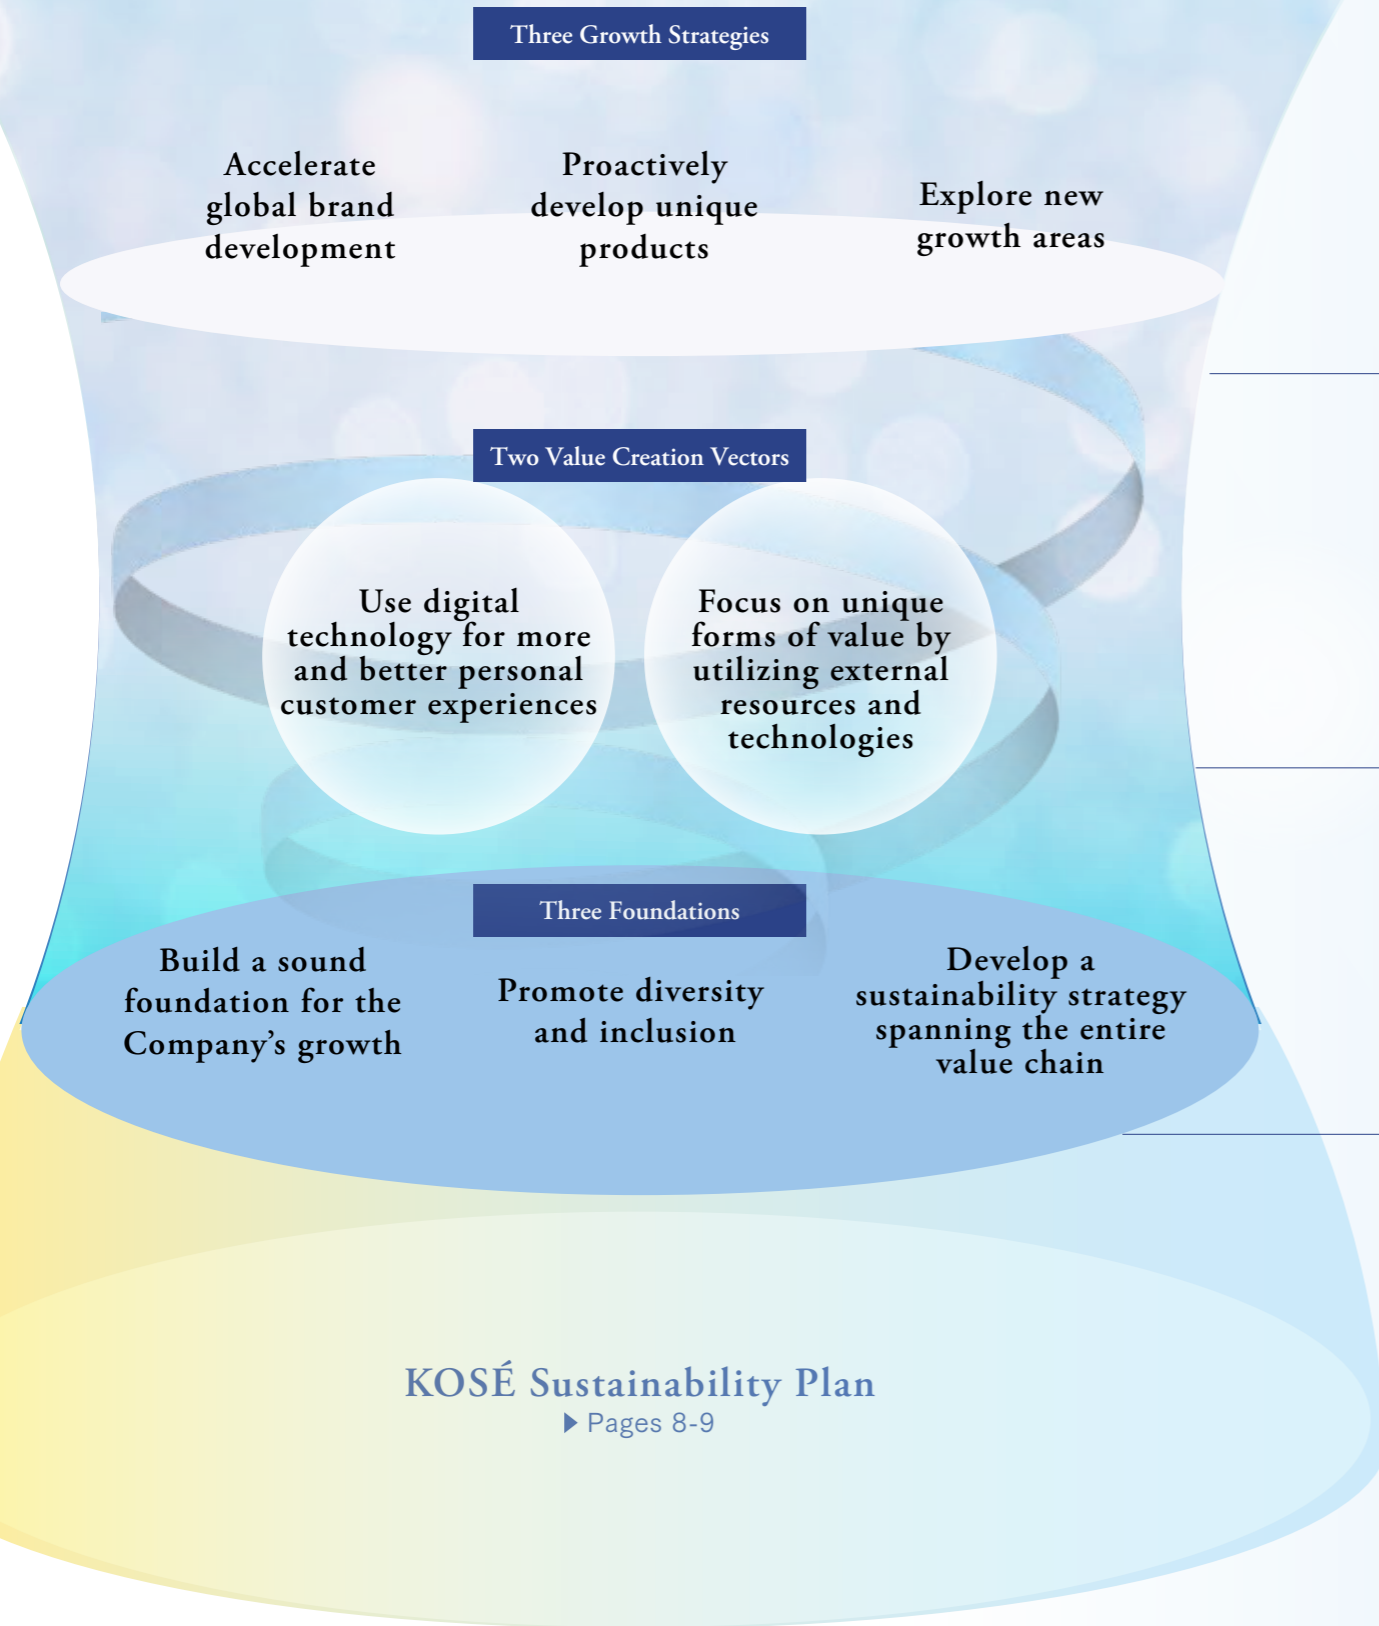 Three Growth Strategies
Accelerate
global brand
development
Proactively
develop unique
products
Explore new
growth areas
Two Value Creation Vectors
Use digital
technology for more
and better personal
customer experiences
Focus on unique
forms of value by
utilizing external
resources and
technologies
Three Foundations
Build a sound
foundation for the
Company’s growth
Promote diversity
and inclusion
Develop a
sustainability strategy
spanning the entire
value chain
KOSÉ Sustainability Plan
▶ Pages 8-9